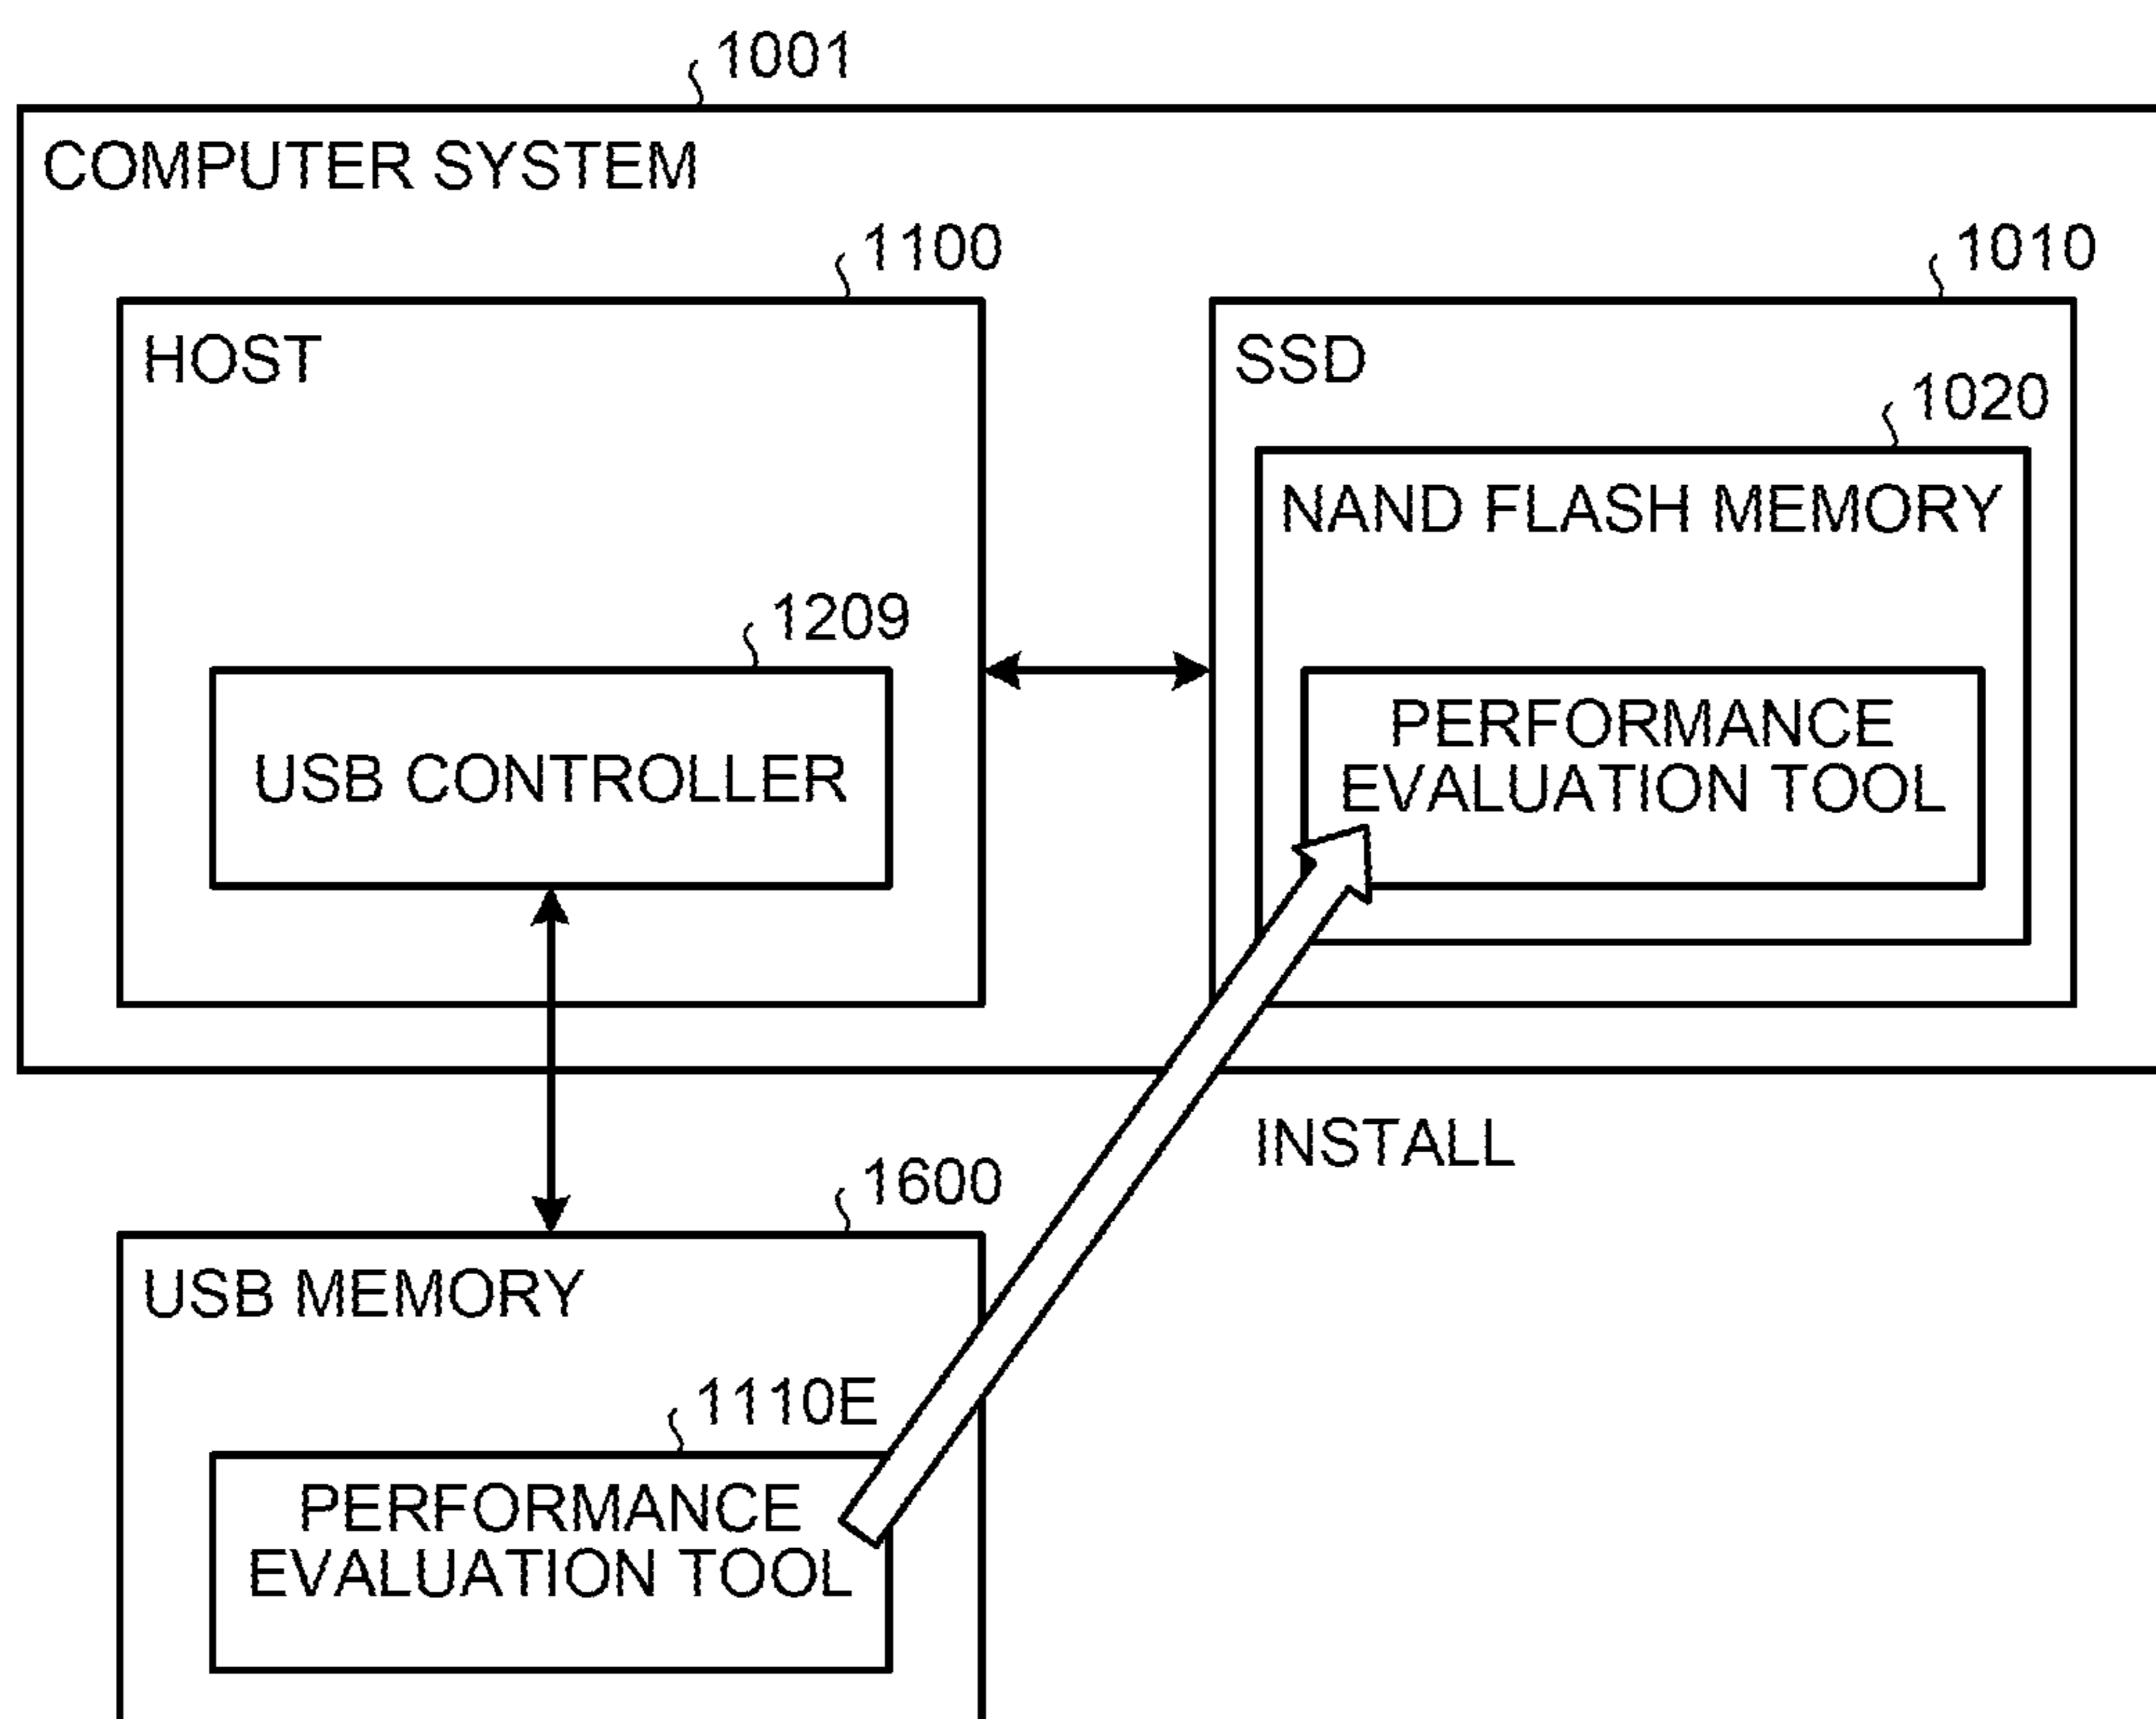 1001
COMPUTER SYSTEM
1100
1010
HOST
SSD
1020
NAND FLASH MEMORY
1209
USB CONTROLLER
PERFORMANCE
EVALUATION TOOL
INSTALL
1600
USB MEMORY
1110E
PERFORMANCE
EVALUATION TOOL